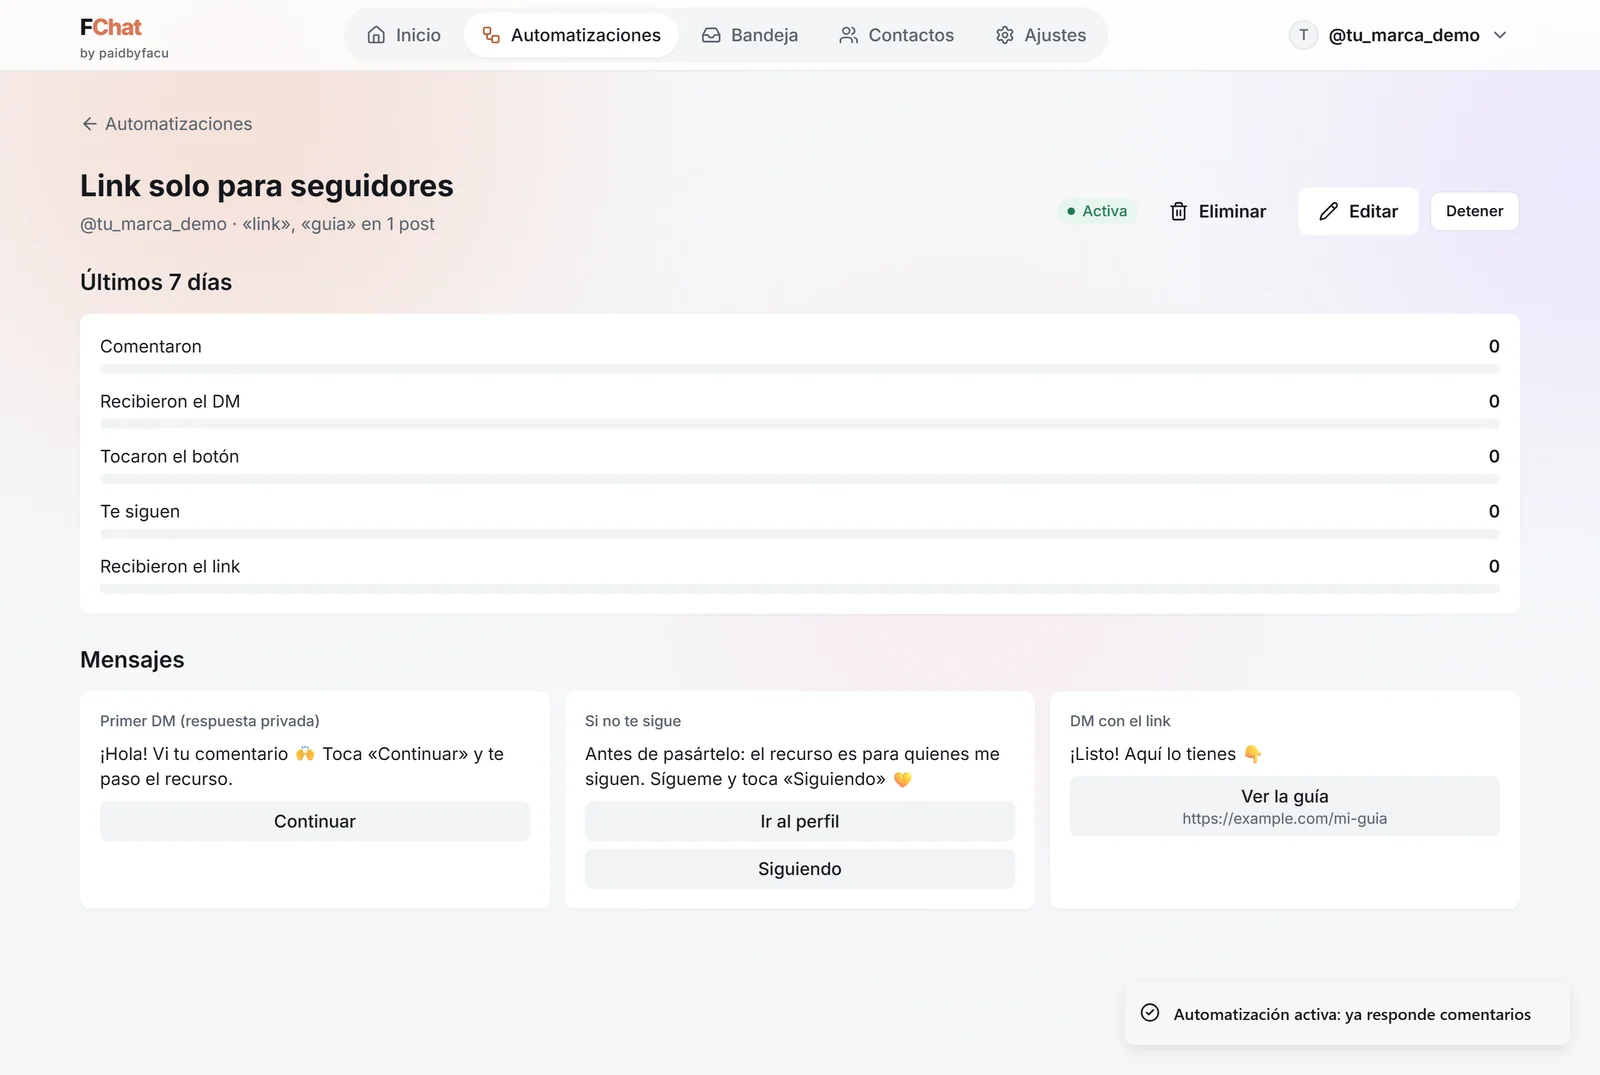 FChat
by paidbyfacu
Inicio
Automatizaciones
Bandeja
Contactos
Ajustes
T
@tu_marca_demo
← Automatizaciones
Link solo para seguidores
@tu_marca_demo · «link», «guia» en 1 post
• Activa
Eliminar
Editar
Detener
Últimos 7 días
Comentaron 0
Recibieron el DM 0
Tocaron el botón 0
Te siguen 0
Recibieron el link 0
Mensajes
Primer DM (respuesta privada)
¡Hola! Vi tu comentario 🙌 Toca «Continuar» y te
paso el recurso.
Continuar
Si no te sigue
Antes de pasártelo: el recurso es para quienes me
siguen. Sígueme y toca «Siguiendo» 🧡
Ir al perfil
Siguiendo
DM con el link
¡Listo! Aquí lo tienes 👇
Ver la guía
https://example.com/mi-guia
Automatización activa: ya responde comentarios